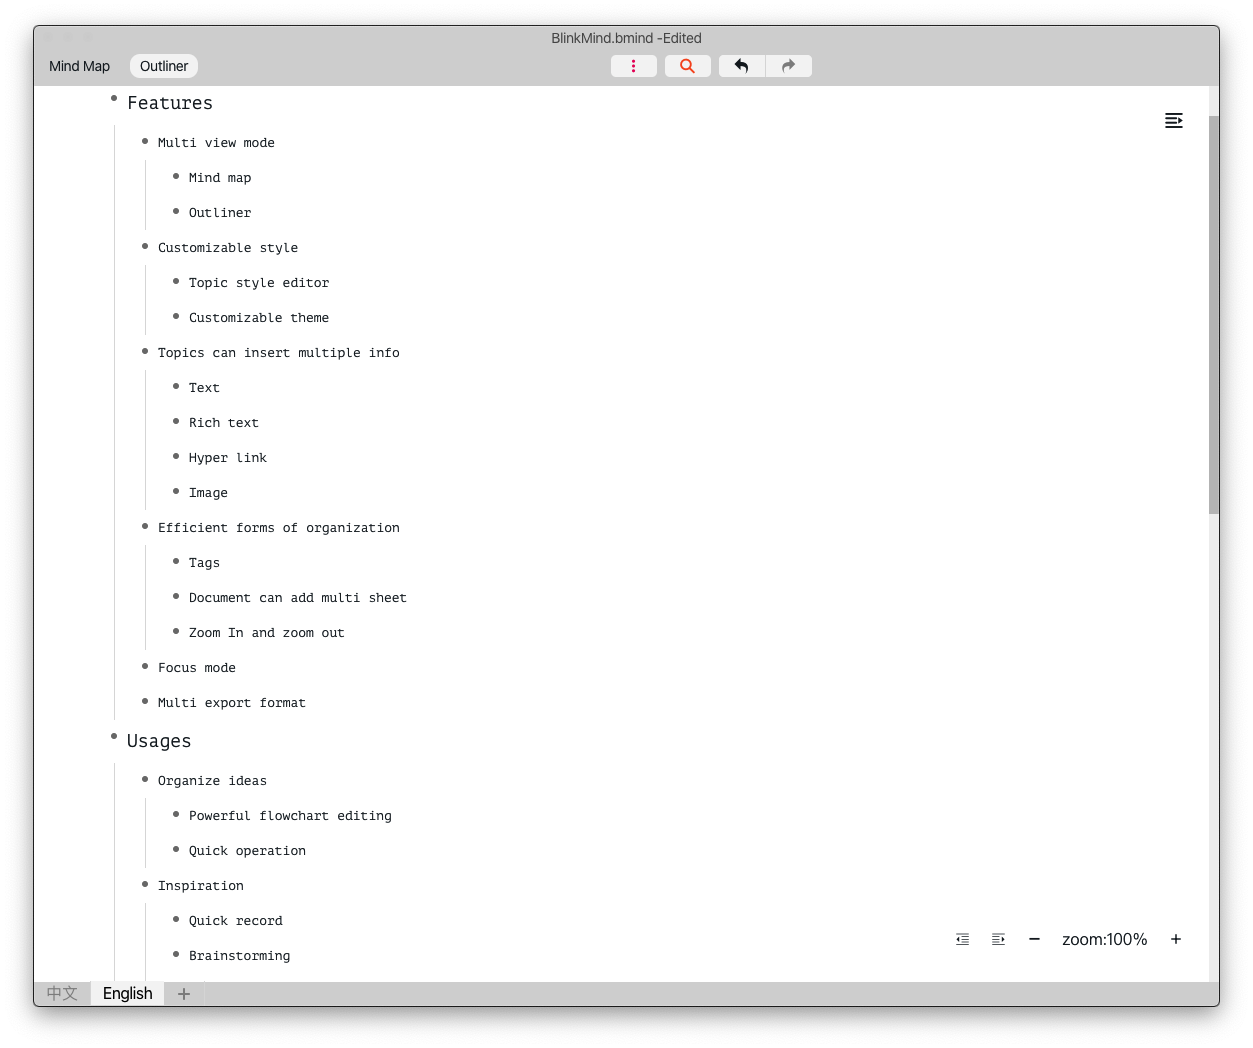 BlinkMind.bmind -Edited
Mind Map
Outliner
Features
Multi view mode
Mind map
Outliner
Customizable style
Topic style editor
Customizable theme
Topics can insert multiple info
Text
Rich text
Hyper link
Image
Efficient forms of organization
Tags
Document can add multi sheet
Zoom In and zoom out
Focus mode
Multi export format
Usages
Organize ideas
Powerful flowchart editing
Quick operation
Inspiration
Quick record
Brainstorming
zoom:100%
中文
English